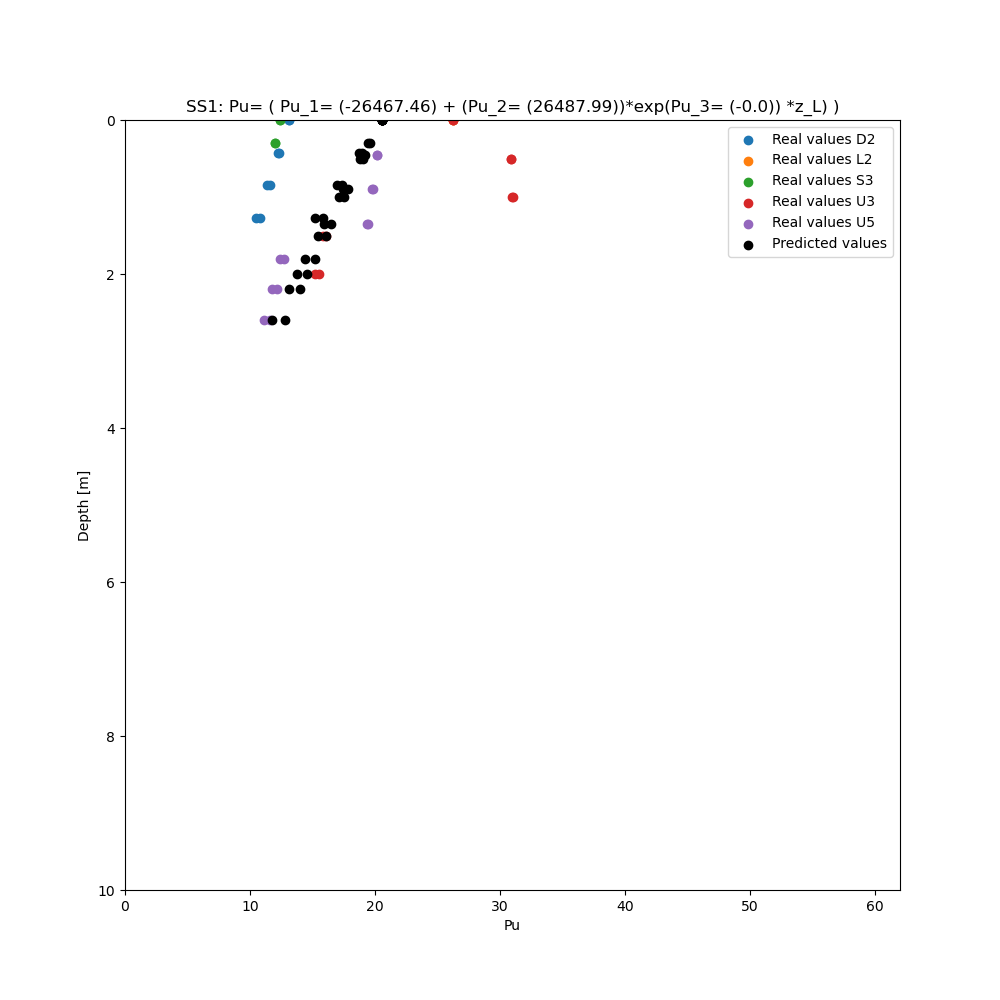 SS1: Pu= ( Pu_1= (-26467.46) + (Pu_2= (26487.99))*exp(Pu_3= (-0.0)) *z_L) )
Real values D2
Real values L2
Real values S3
Real values U3
Real values U5
Predicted values
Depth [m]
0
2
4
6
8
10
0 10 20 30 40 50 60
Pu